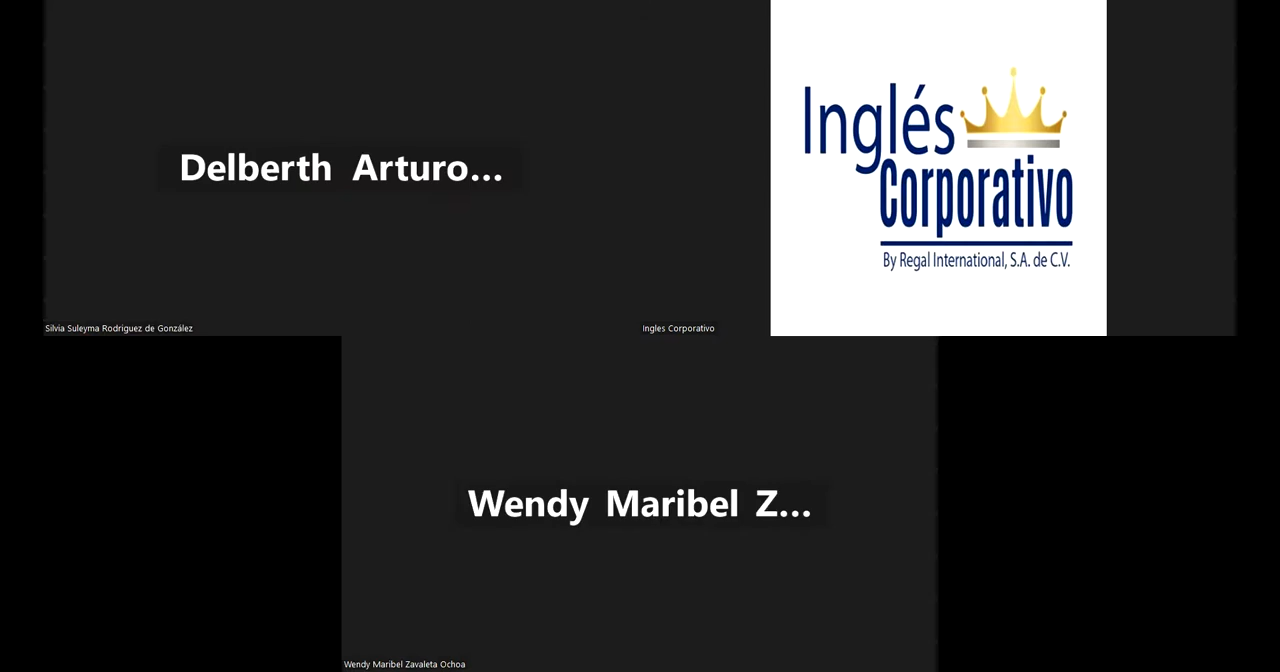 Delberth Arturo...
Silvia Suleyma Rodriguez de González
Inglés
Corporativo
By Regal International, S.A. de C.V.
Ingles Corporativo
Wendy Maribel Z...
Wendy Maribel Zavaleta Ochoa